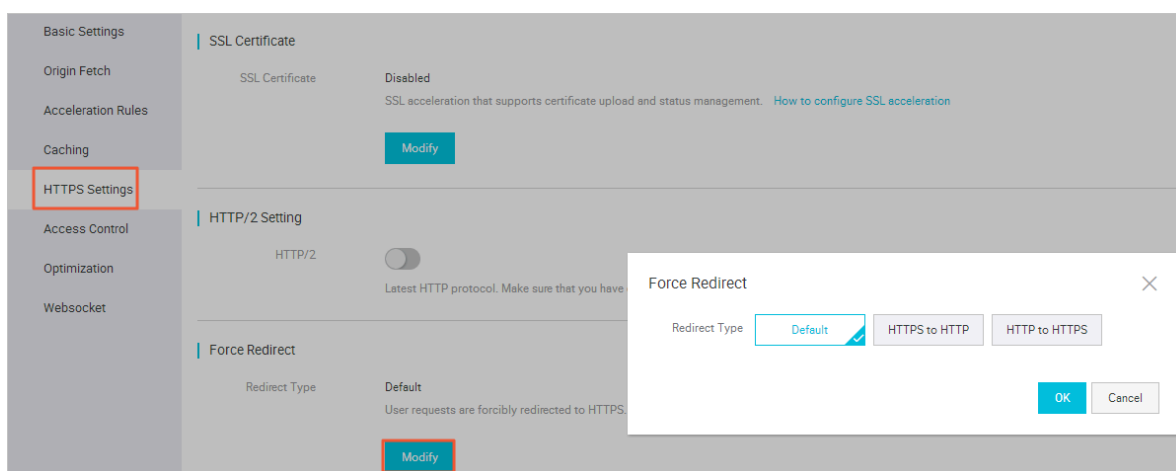 Basic Settings
Origin Fetch
Acceleration Rules
Caching
HTTPS Settings
Access Control
Optimization
Websocket
SSL Certificate
SSL Certificate Disabled
SSL acceleration that supports certificate upload and status management. How to configure SSL acceleration
Modify
HTTP/2 Setting
HTTP/2
Latest HTTP protocol. Make sure that you have
Force Redirect
Redirect Type Default
User requests are forcibly redirected to HTTPS.
Modify
Force Redirect
Redirect Type Default HTTPS to HTTP HTTP to HTTPS
OK Cancel